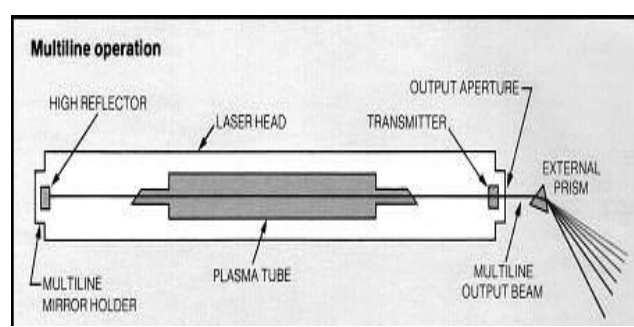 Multiline operation
HIGH REFLECTOR
LASER HEAD
TRANSMITTER
OUTPUT APERTURE
EXTERNAL
PRISM
PLASMA TUBE
MULTILINE
OUTPUT BEAM
MULTILINE
MIRROR HOLDER